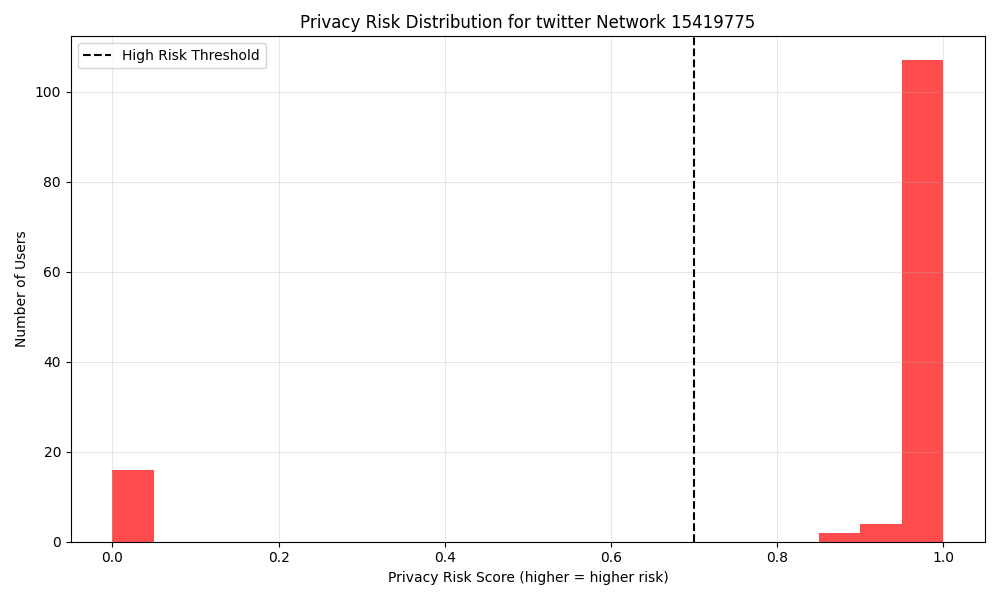 Privacy Risk Distribution for twitter Network 15419775
High Risk Threshold
Number of Users
100
80
60
40
20
0
0.0 0.2 0.4 0.6 0.8 1.0
Privacy Risk Score (higher = higher risk)